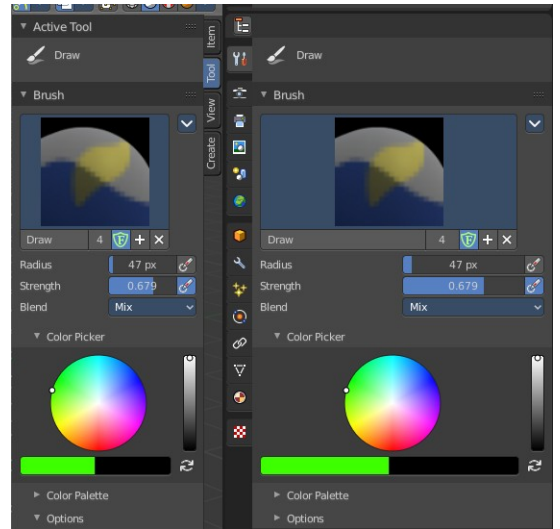 Active Tool
Draw
Brush
Draw 4 F
Radius 47 px
Strength 0.679
Blend Mix
Color Picker
Color Palette
Options
Item
Tool
View
Create
Draw
Brush
Draw 4 F
Radius 47 px
Strength 0.679
Blend Mix
Color Picker
Color Palette
Options